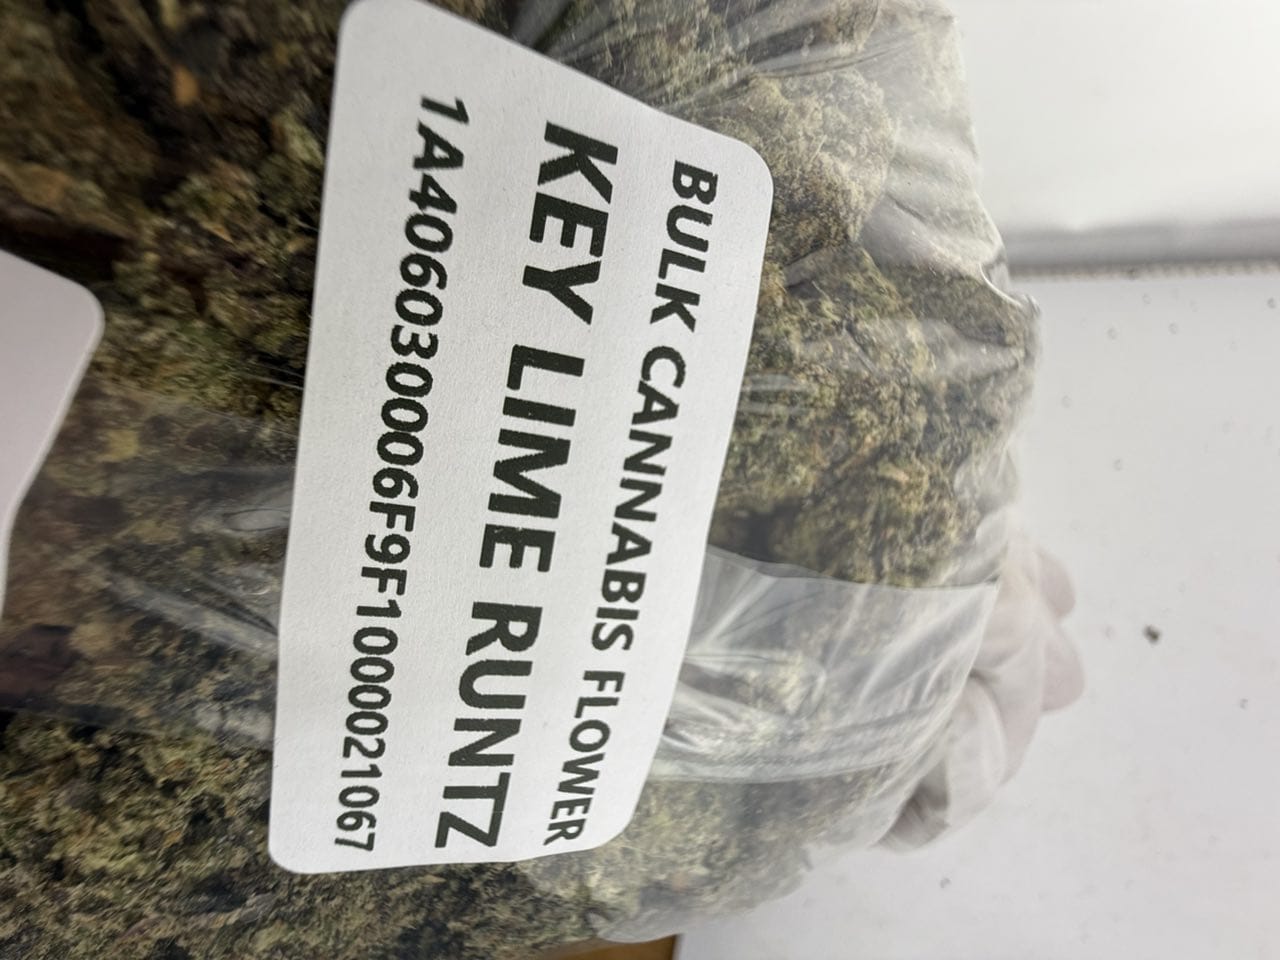 BULK CANNABIS FLOWER
KEY LIME RUNTZ
1A4060300006F9F1000021067